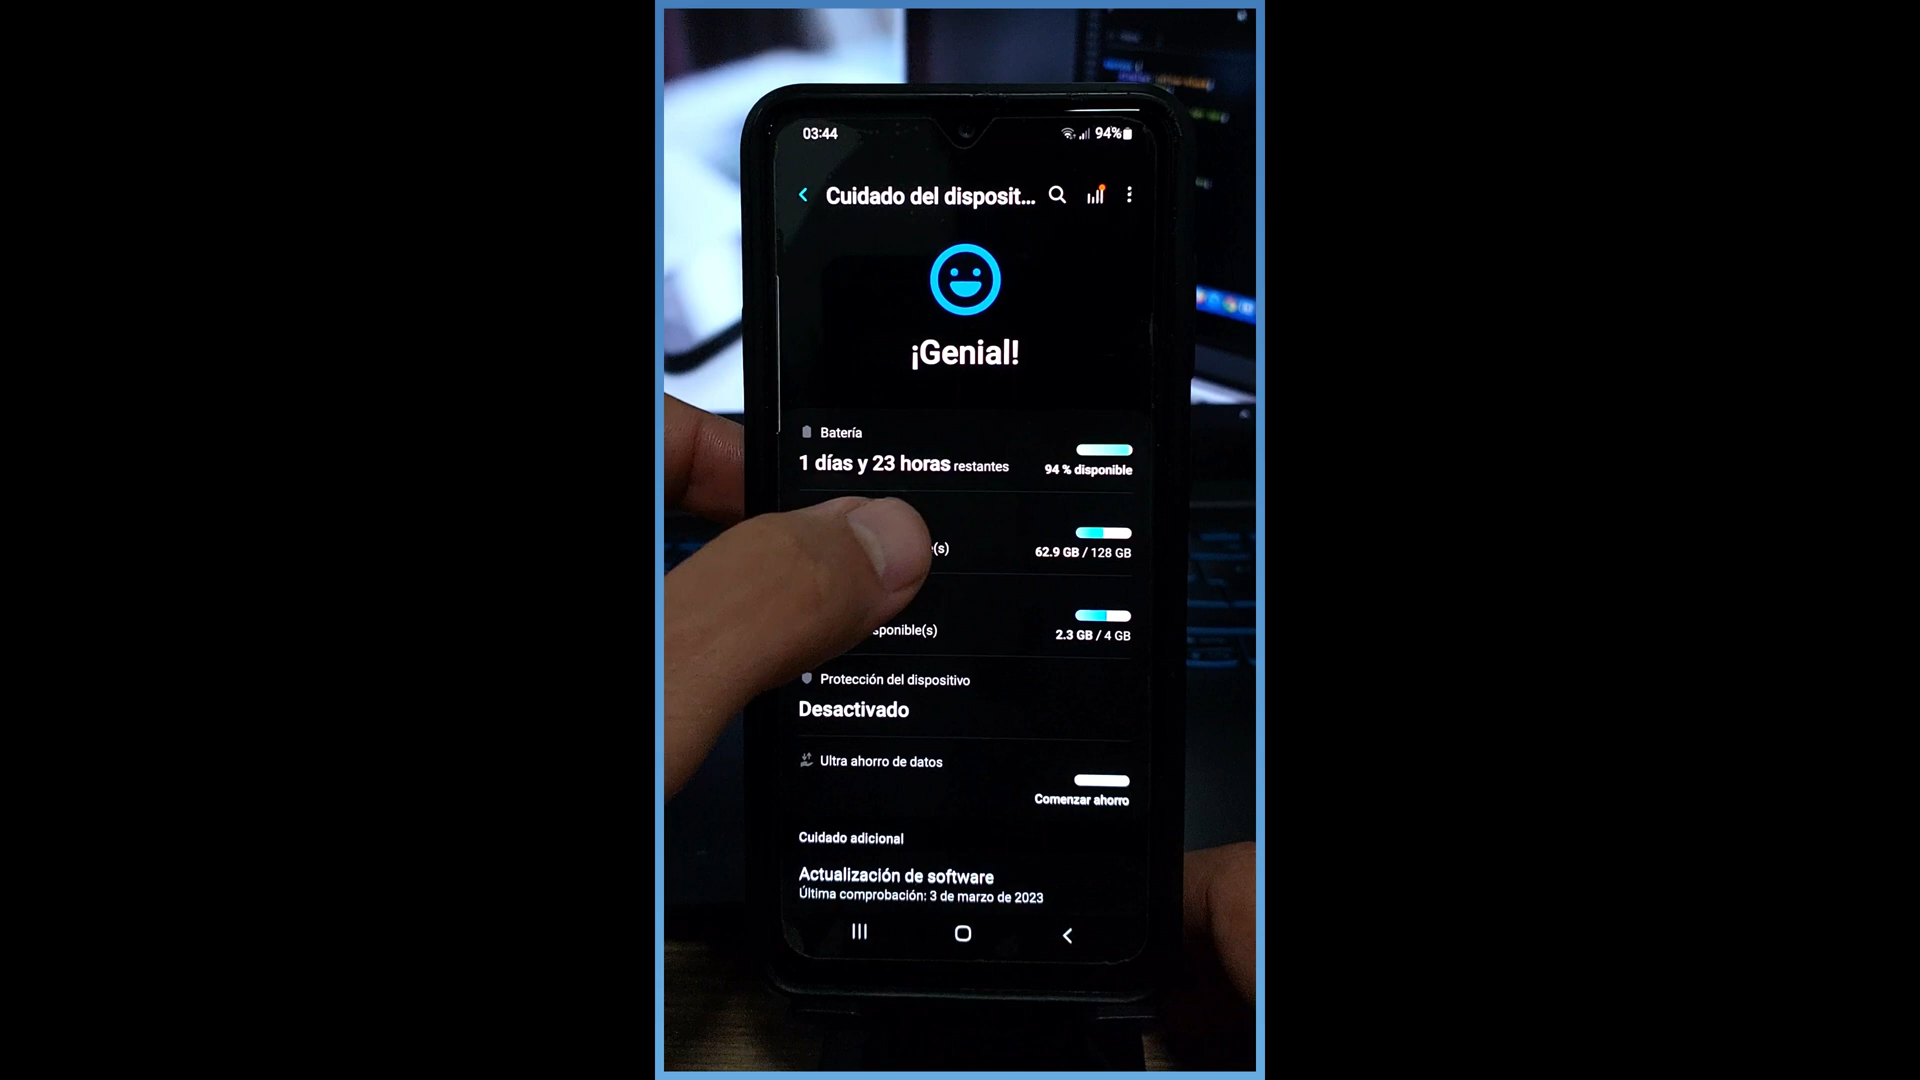 03:44
94%
Cuidado del disposit...
¡Genial!
Batería
1 días y 23 horas restantes
94 % disponible
(s)
62.9 GB / 128 GB
sponible(s)
2.3 GB / 4 GB
Protección del dispositivo
Desactivado
Ultra ahorro de datos
Comenzar ahorro
Cuidado adicional
Actualización de software
Última comprobación: 3 de marzo de 2023